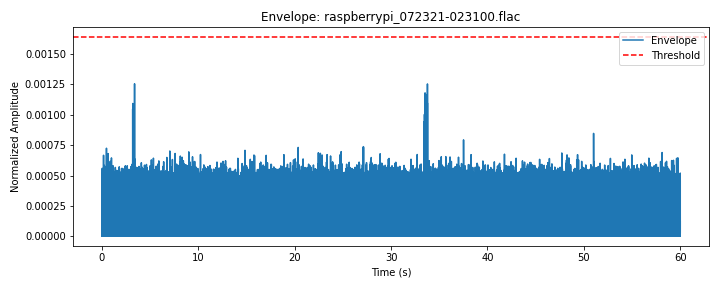 Envelope: raspberrypi_072321-023100.flac
Envelope
Threshold
Normalized Amplitude
0.00150
0.00125
0.00100
0.00075
0.00050
0.00025
0.00000
0 10 20 30 40 50 60
Time (s)